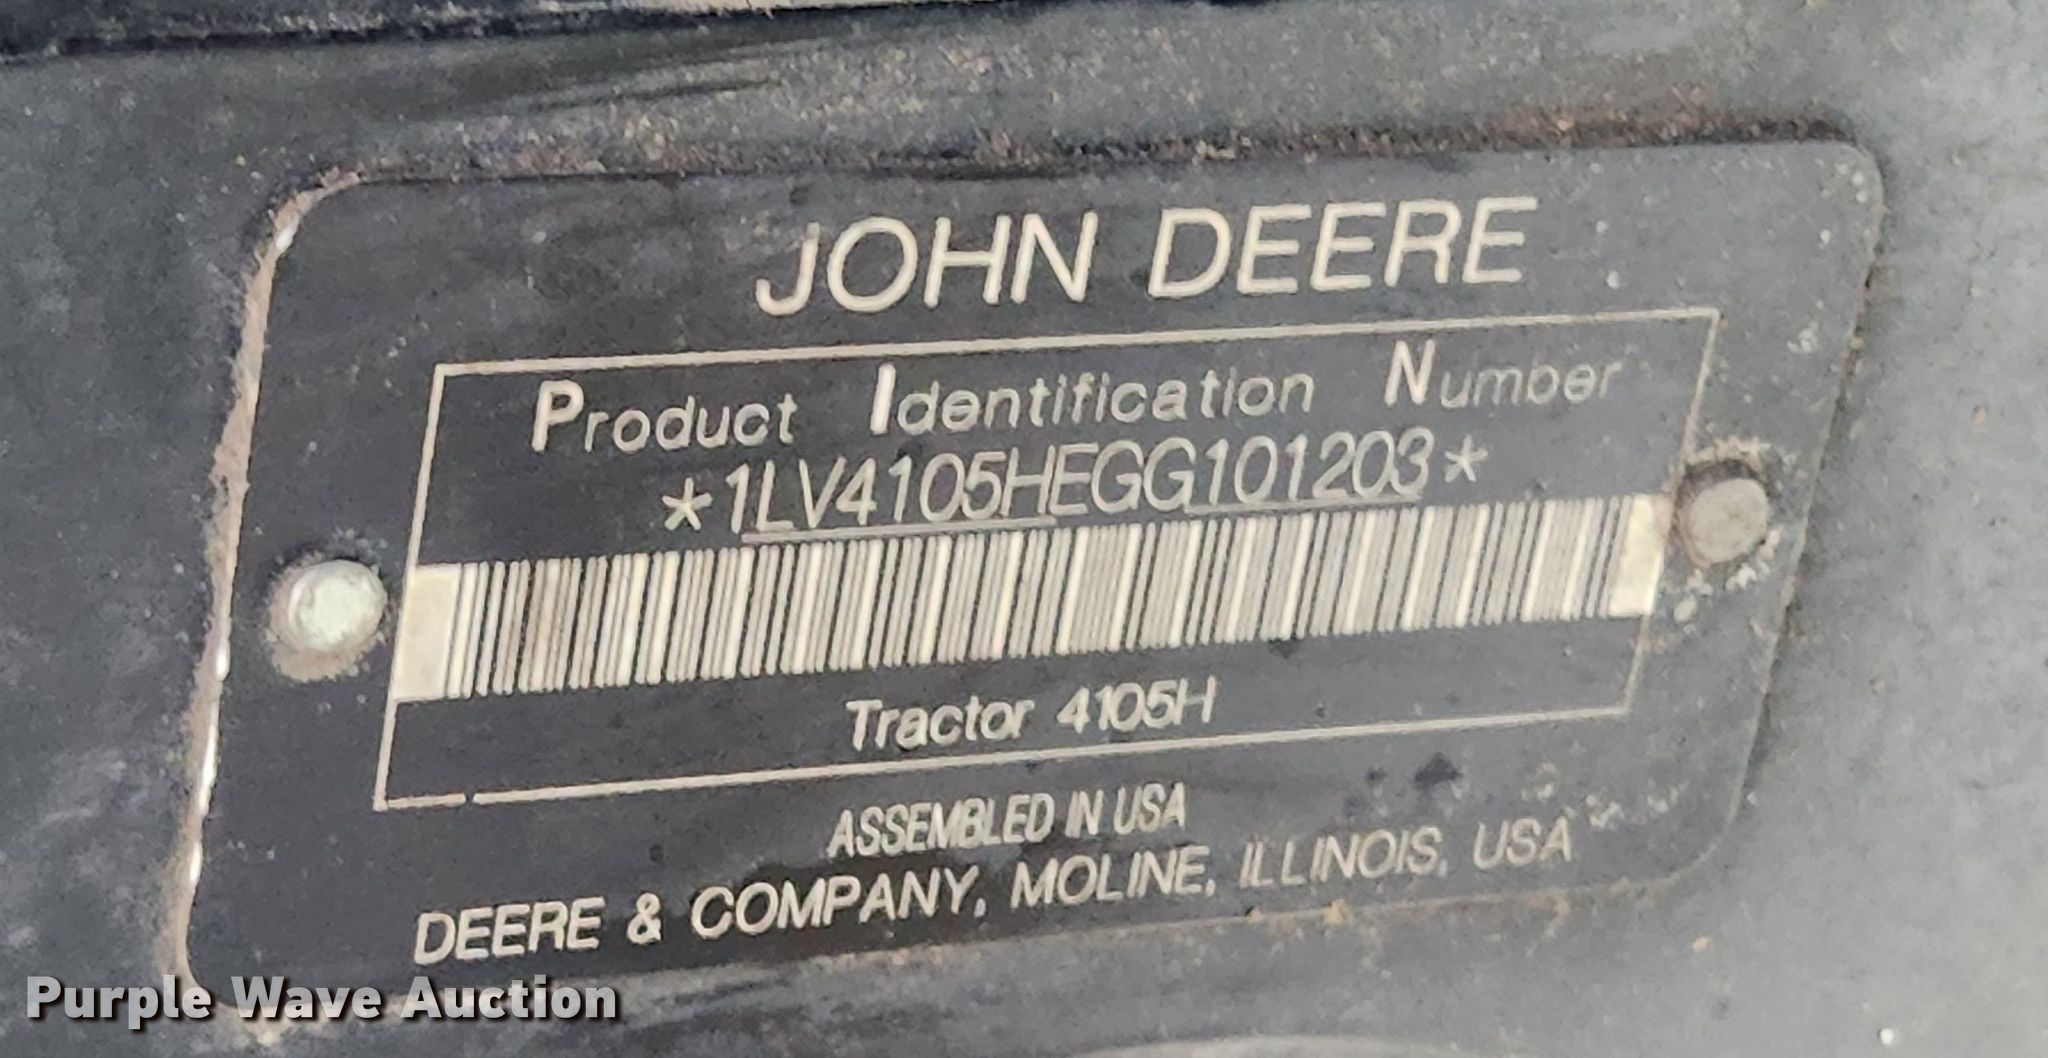 JOHN DEERE
Product Identification Number
*1LV4105HEGG101203*
Tractor 4105H
ASSEMBLED IN USA
DEERE & COMPANY, MOLINE, ILLINOIS, USA
Purple Wave Auction